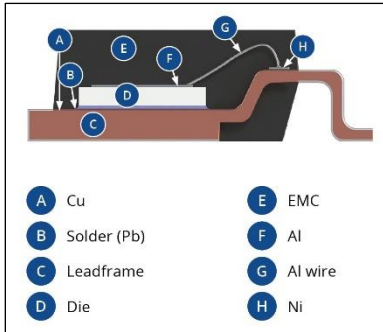 A
B
E
F
G
H
D
C
A Cu
E EMC
B Solder (Pb)
F Al
C Leadframe
G Al wire
D Die
H Ni